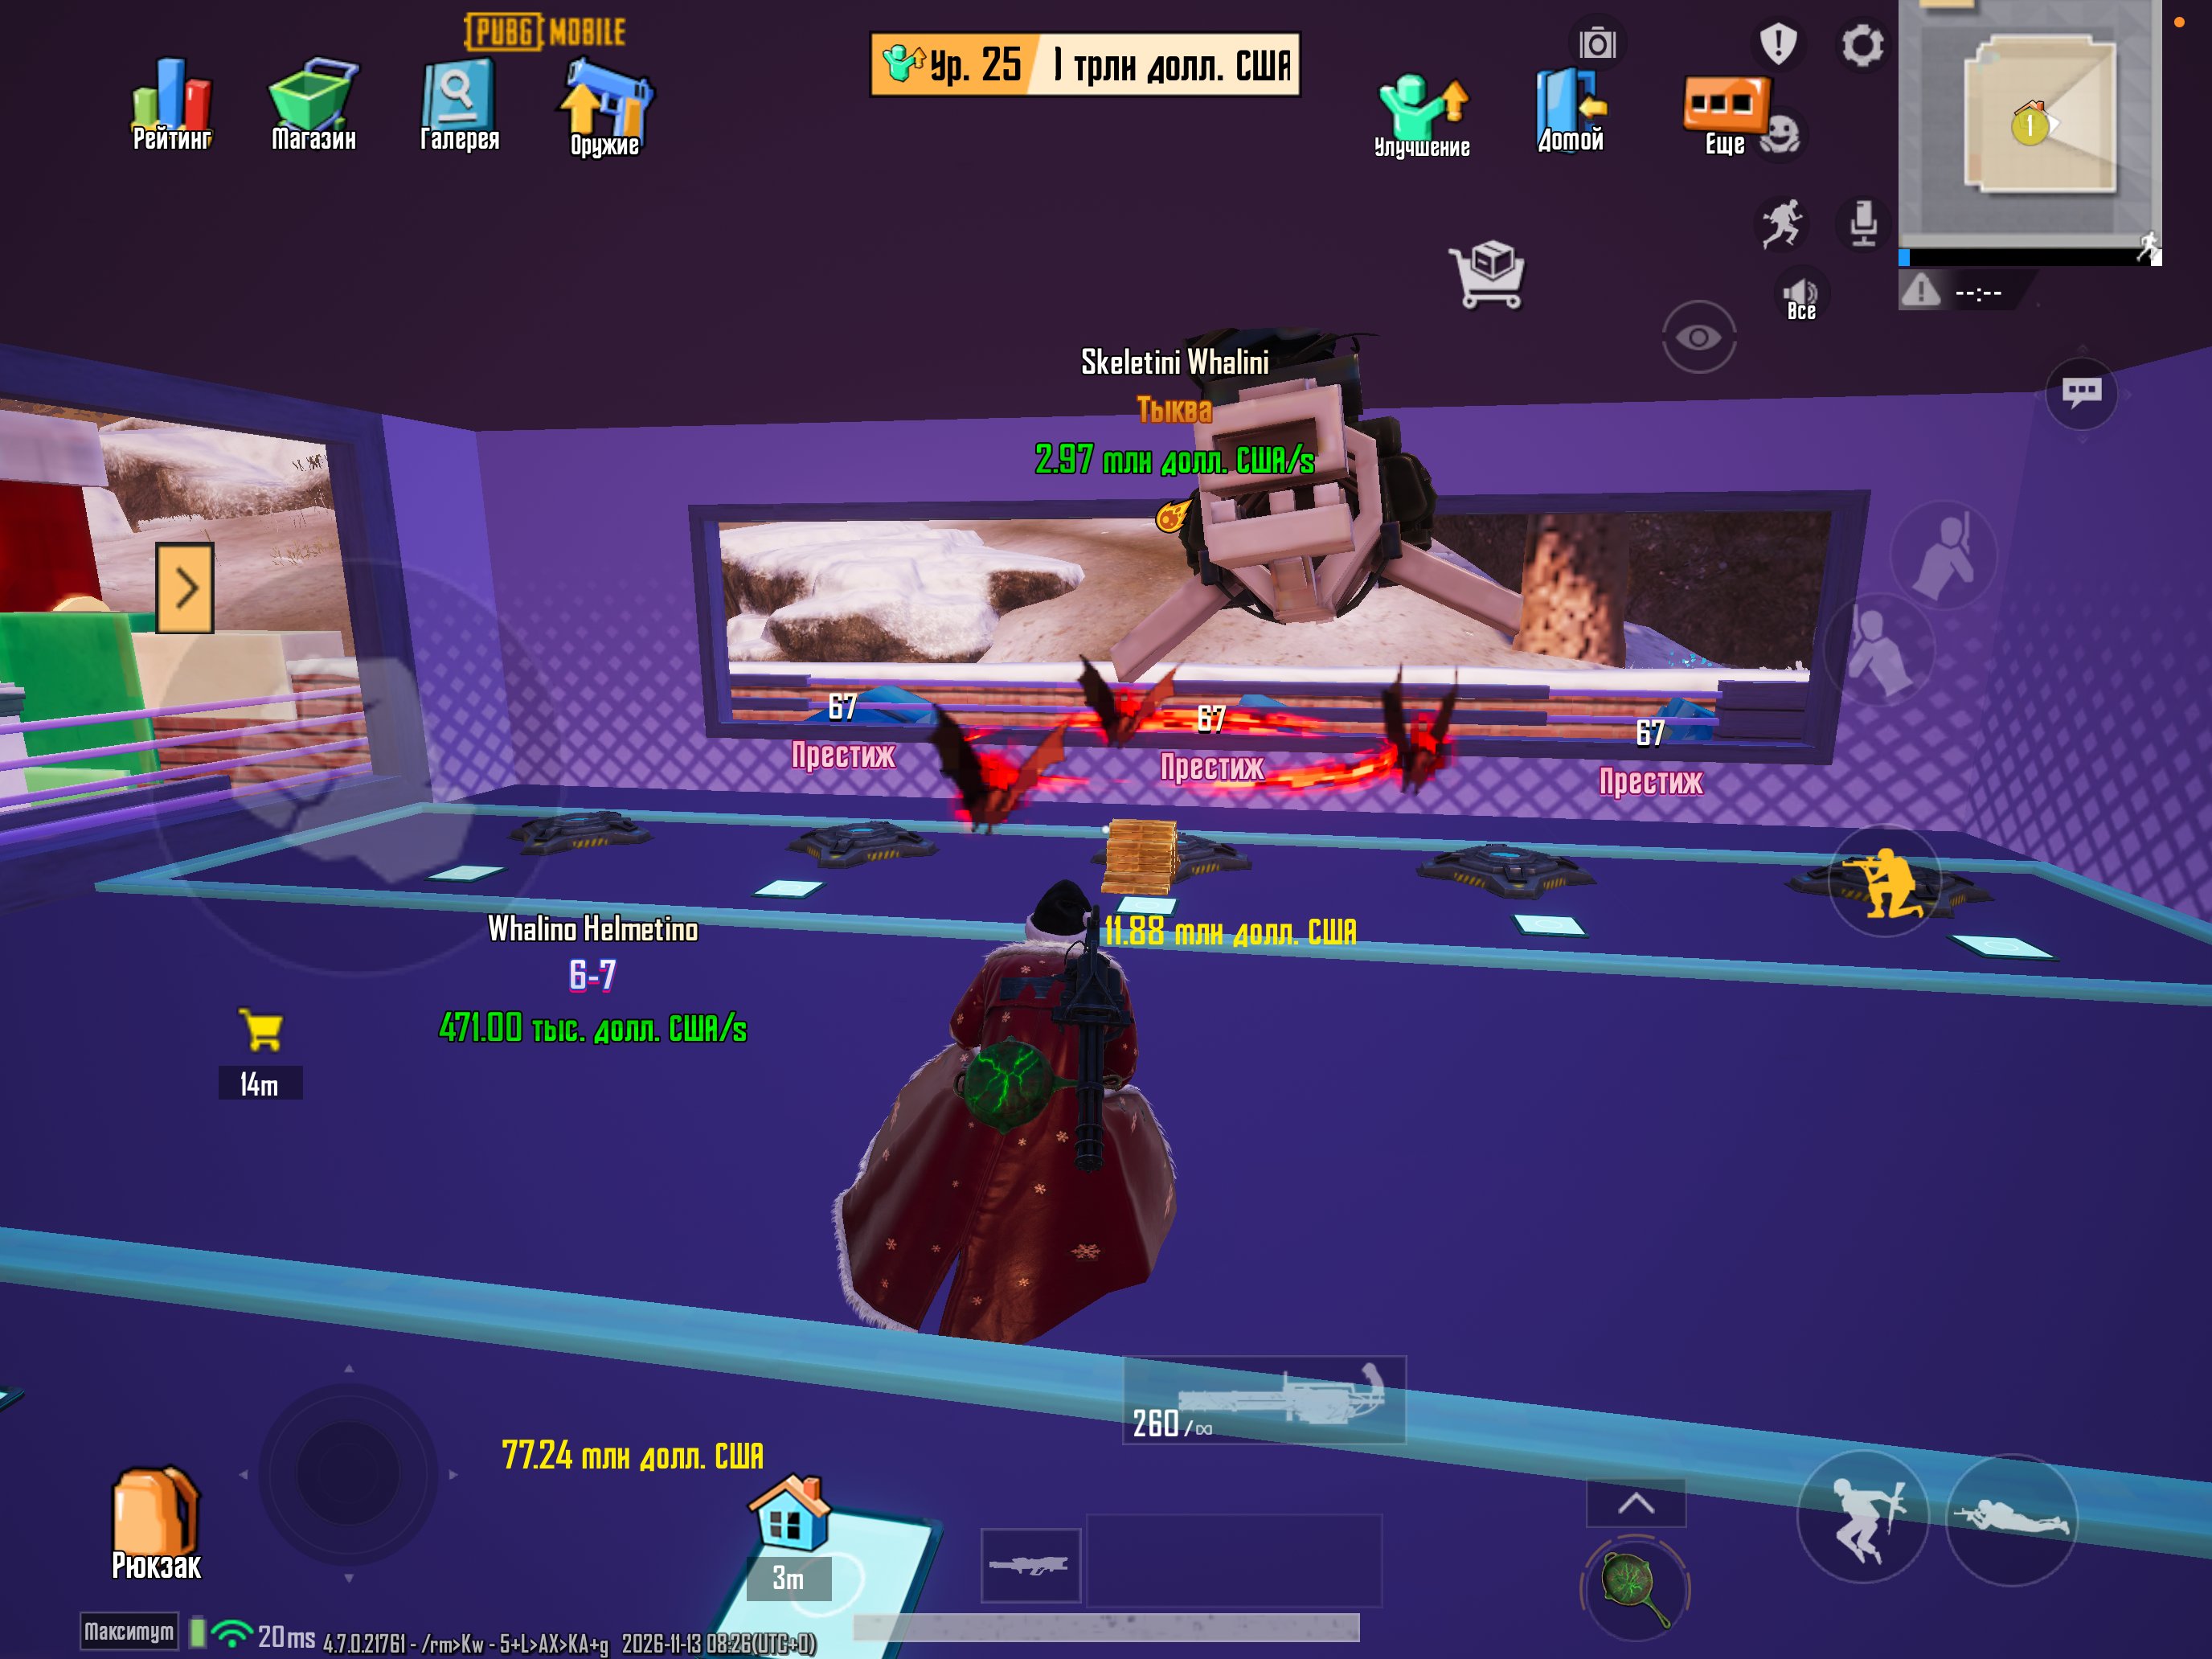 PUBG MOBILE
Ур. 25 1 трлн долл. США
Рейтинг
Магазин
Галерея
Оружие
Улучшение
Домой
Еще
1
Все
--:--
Skeletini Whalini
Тыква
2.97 млн долл. США/s
67
Престиж
67
Престиж
67
Престиж
Whalino Helmetino
6-7
471.00 тыс. долл. США/s
11.88 млн долл. США
14m
77.24 млн долл. США
260/∞
3m
Рюкзак
Максимум
20ms
4.7.0.21761 - /rm>Kw - 5+L>AX>KA+g 2026-11-13 08:26(UTC+0)